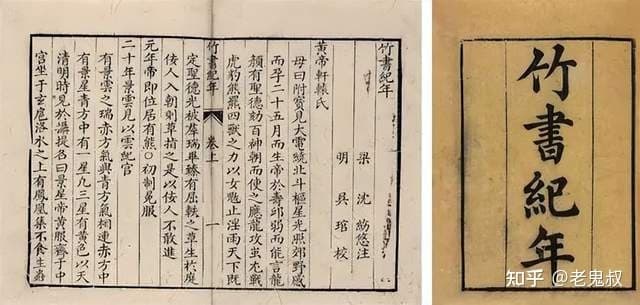 竹書紀年
梁 沈約 注
明 吳琯校
黃帝軒轅氏
母曰附寶見大電繞北斗樞星光照郊野感
而孕二十五月而生帝於壽邱弱而能言龍
顏有聖德劾百神朝而使之應龍攻蚩尤戰
虎豹熊羆四獸之力以女魃止淫雨天下既
竹書紀年 卷上 一
定聖德光被群瑞畢臻有屈軼之草生於庭
佞人入朝則草指之是以佞人不敢進
元年帝即位居有熊○初制冕服
二十年景雲見以雲紀官
有景雲之瑞赤方氣與青方氣相連赤方中
有星青方中有一星凡三星有黃色以天
清明時見於攝提名曰景星帝黃服齋于中
宮坐于玄扈洛水之上有鳳凰集不食生蟲
竹書紀年
知乎 @老鬼叔